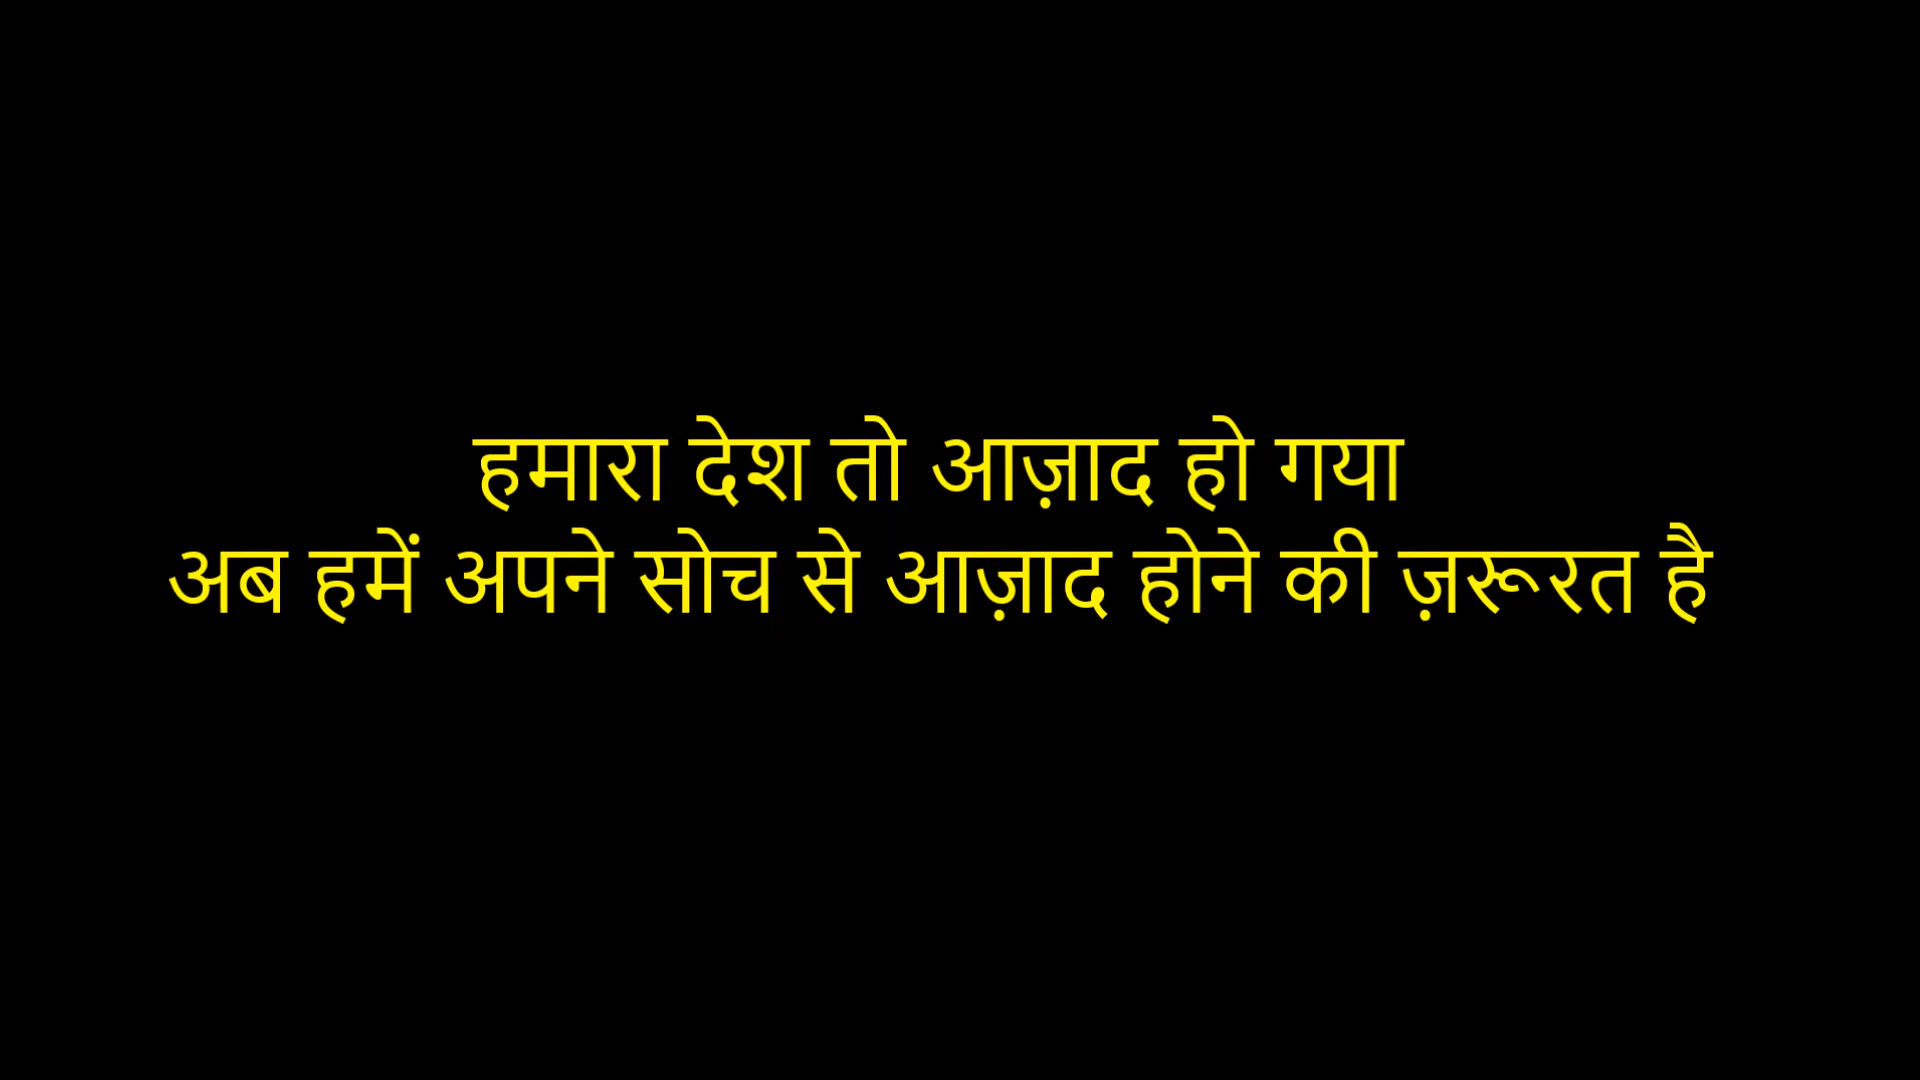 हमारा देश तो आज़ाद हो गया
अब हमें अपने सोच से आज़ाद होने की ज़रूरत है